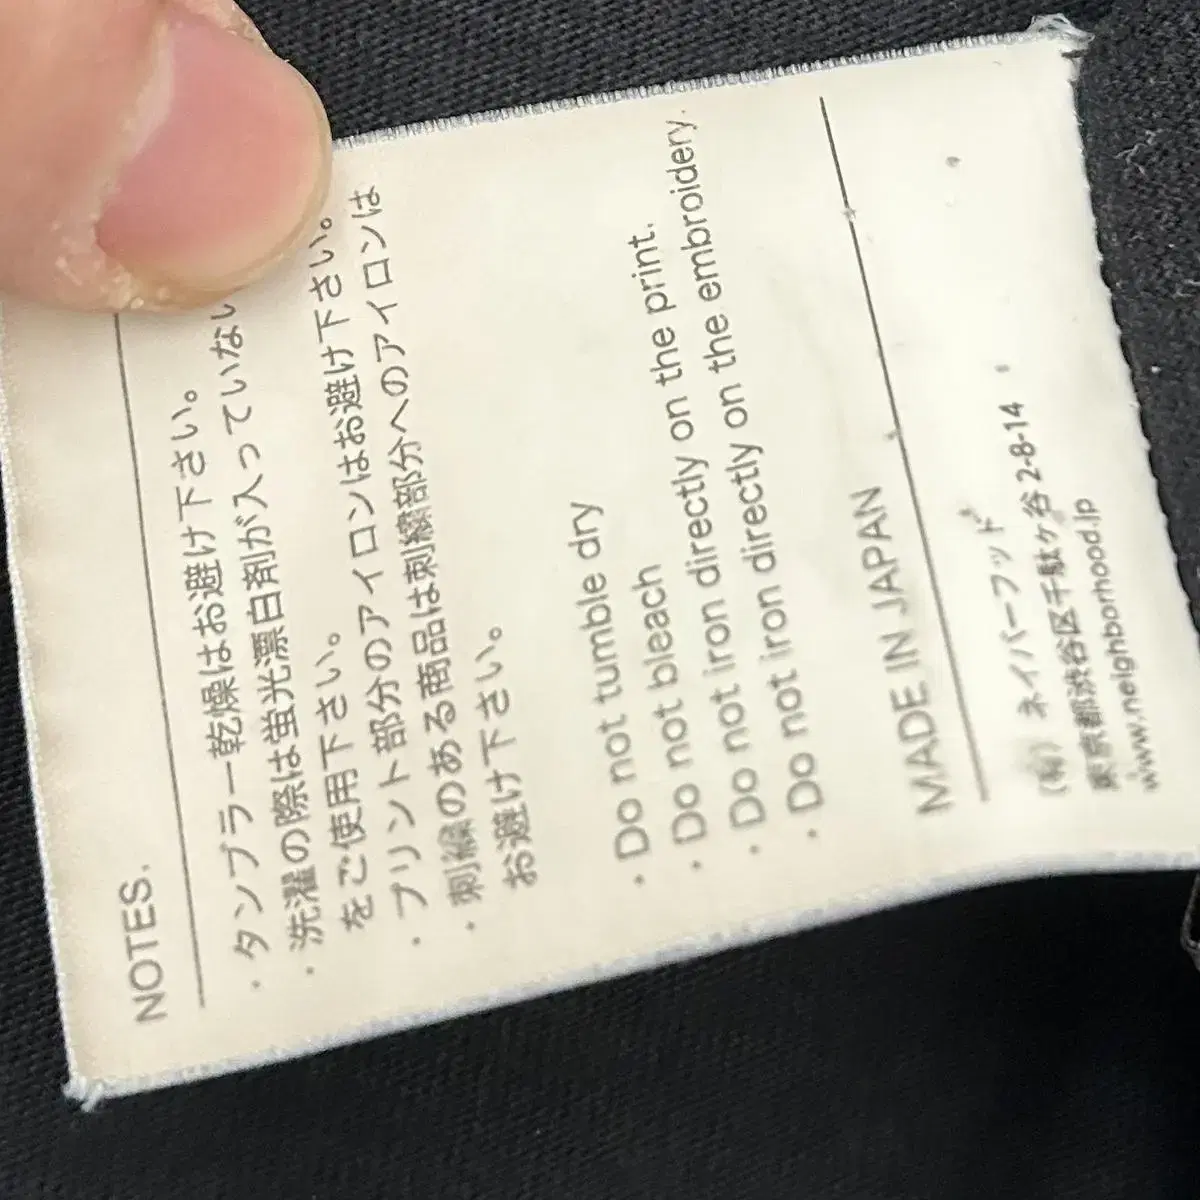 NOTES.
・タンブラー乾燥はお避け下さい。
・洗濯の際は蛍光漂白剤が入っていない
をご使用下さい。
・プリント部分のアイロンはお避け下さい。
・刺繍のある商品は刺繍部分へのアイロンは
お避け下さい。
・Do not tumble dry
・Do not bleach
・Do not iron directly on the print.
・Do not iron directly on the embroidery.
MADE IN JAPAN
(有) ネイバーフッド
東京都渋谷区千駄ヶ谷 2-8-14
www.neighborhood.jp